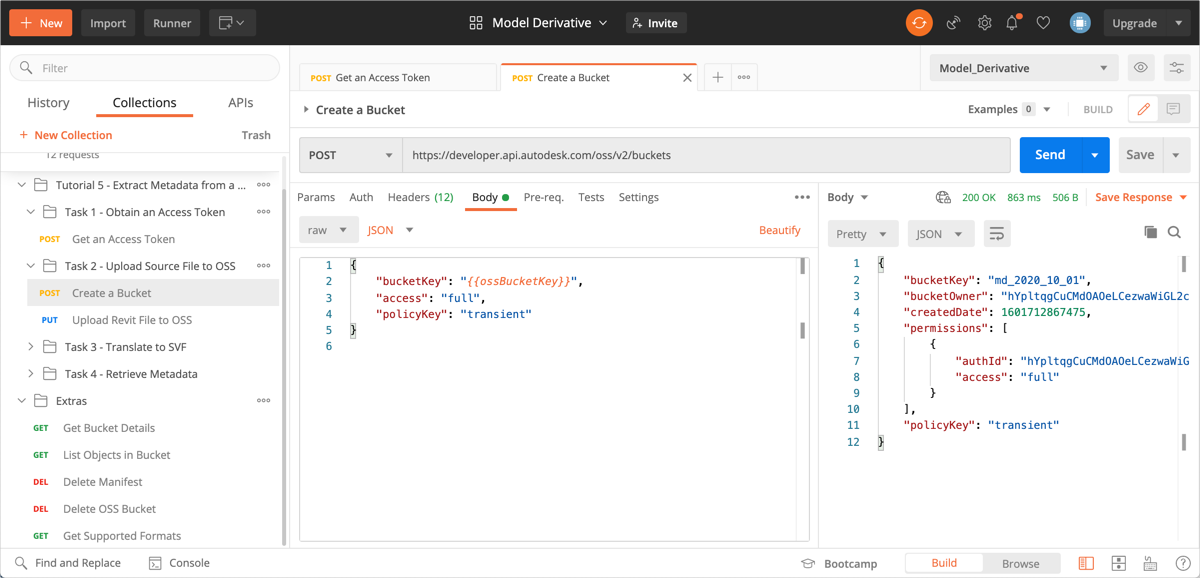 New
Import
Runner
Model Derivative
Invite
Upgrade
Filter
History
Collections
APIs
+ New Collection
Trash
12 requests
Tutorial 5 - Extract Metadata from a ...
Task 1 - Obtain an Access Token
POST Get an Access Token
Task 2 - Upload Source File to OSS
POST Create a Bucket
PUT Upload Revit File to OSS
Task 3 - Translate to SVF
Task 4 - Retrieve Metadata
Extras
GET Get Bucket Details
GET List Objects in Bucket
DEL Delete Manifest
DEL Delete OSS Bucket
GET Get Supported Formats
POST Get an Access Token
POST Create a Bucket
Model_Derivative
Create a Bucket
Examples 0
BUILD
POST
https://developer.api.autodesk.com/oss/v2/buckets
Send
Save
Params Auth Headers (12) Body Pre-req. Tests Settings
raw
JSON
Beautify
1 {
2 "bucketKey": "{{ossBucketKey}}",
3 "access": "full",
4 "policyKey": "transient"
5 }
6
Body
200 OK 863 ms 506 B
Save Response
Pretty
JSON
1 {
2 "bucketKey": "md_2020_10_01",
3 "bucketOwner": "hYpltqgCuCMdOAOeLCezwaWiGL2c
4 "createdDate": 1601712867475,
5 "permissions": [
6 {
7 "authId": "hYpltqgCuCMdOAOeLCezwaWiG
8 "access": "full"
9 }
10 ],
11 "policyKey": "transient"
12 }
Find and Replace
Console
Bootcamp
Build
Browse